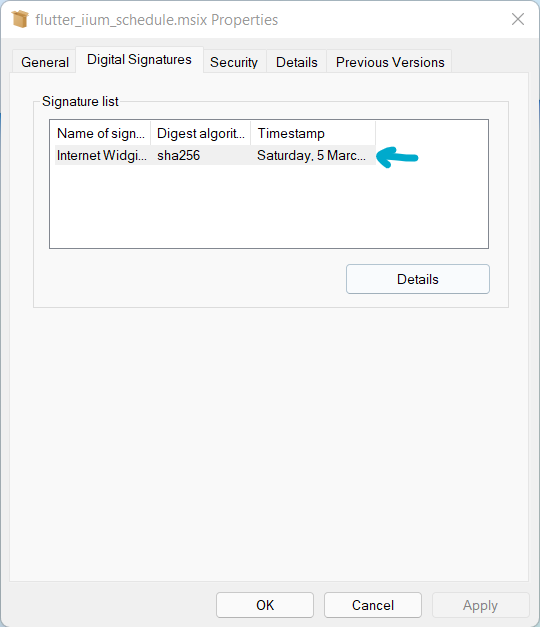 flutter_iium_schedule.msix Properties
General Digital Signatures Security Details Previous Versions
Signature list
Name of sign... Digest algorit... Timestamp
Internet Widgi... sha256 Saturday, 5 Marc...
Details
OK Cancel Apply